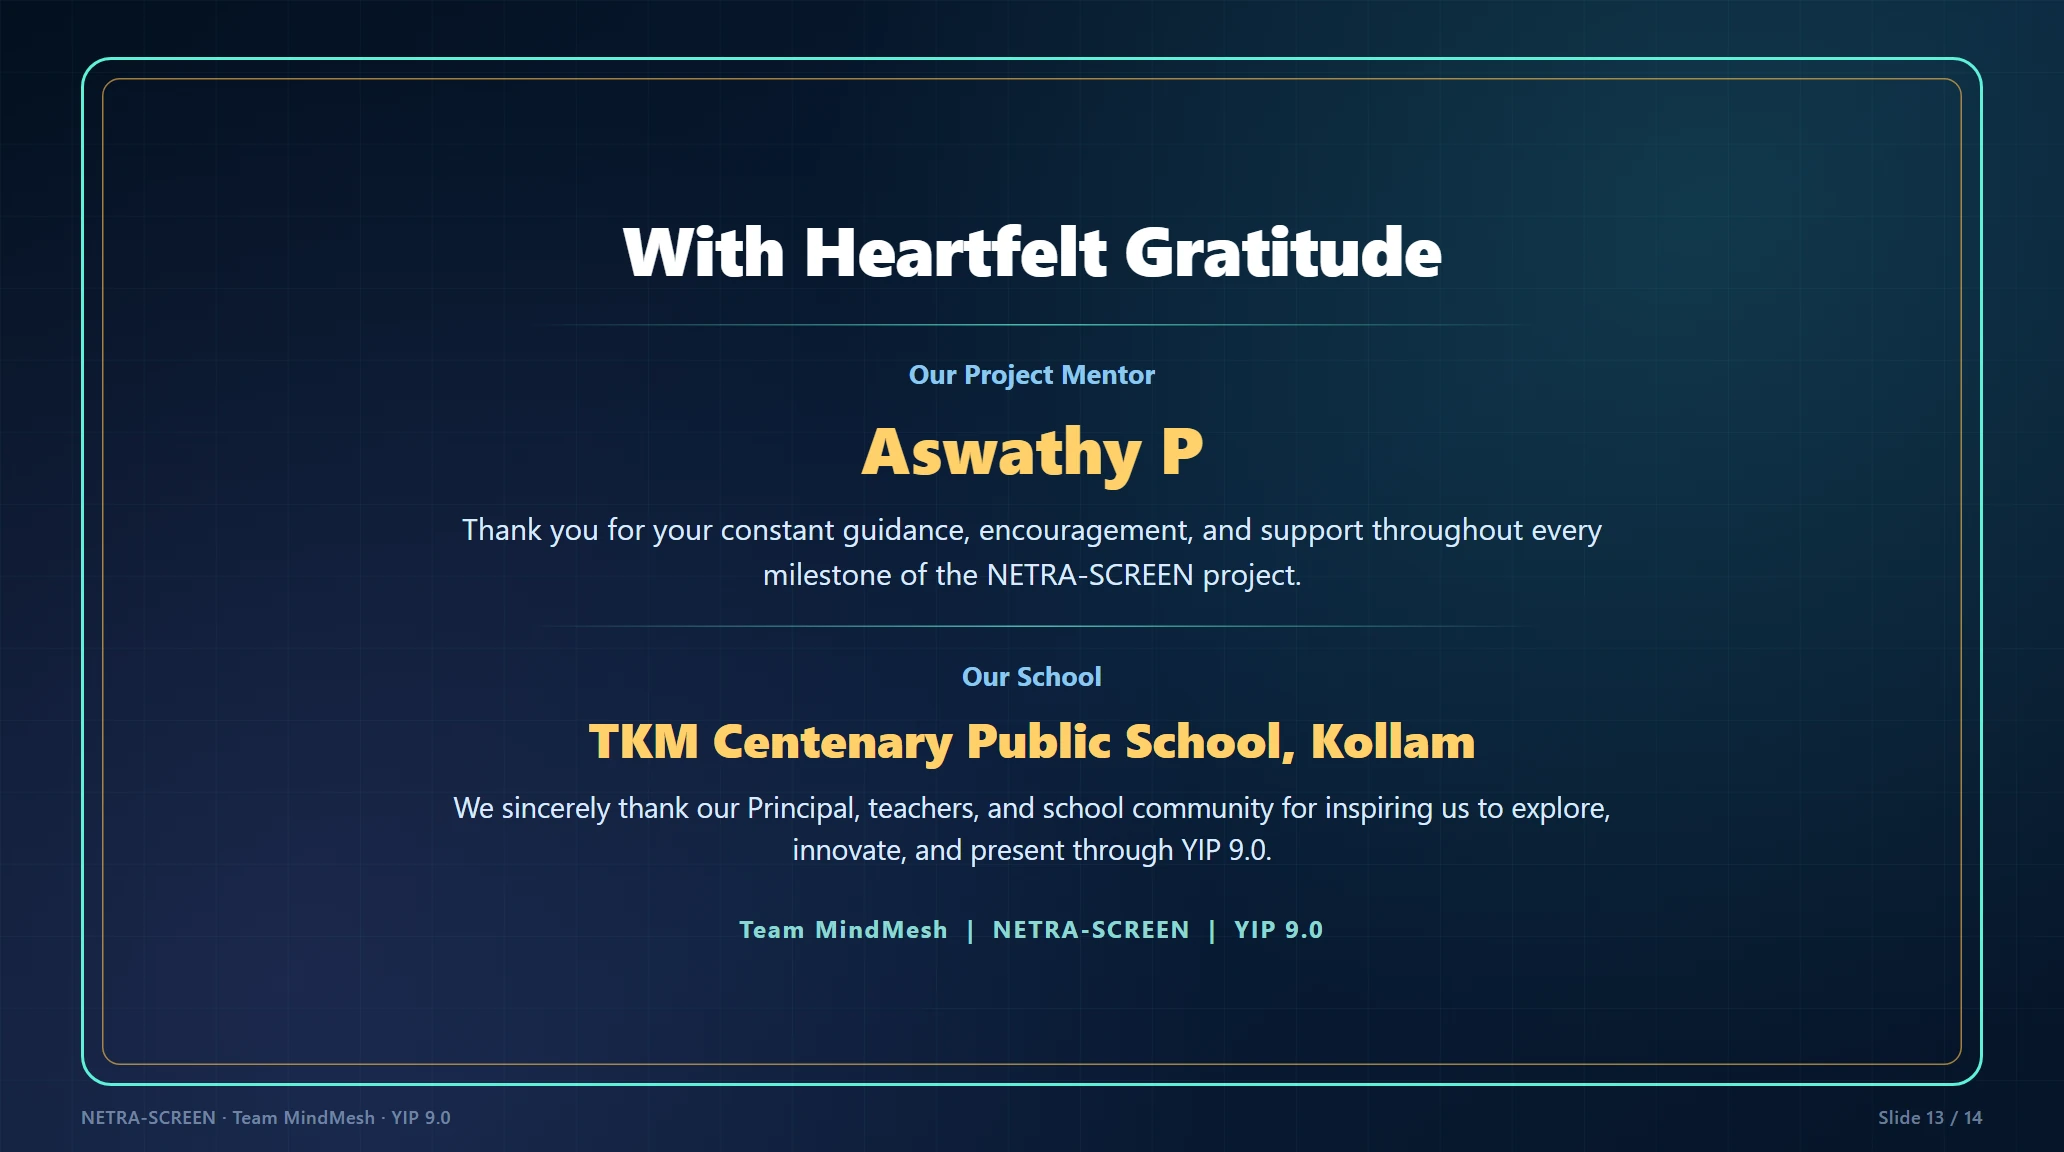 With Heartfelt Gratitude
Our Project Mentor
Aswathy P
Thank you for your constant guidance, encouragement, and support throughout every
milestone of the NETRA-SCREEN project.
Our School
TKM Centenary Public School, Kollam
We sincerely thank our Principal, teachers, and school community for inspiring us to explore,
innovate, and present through YIP 9.0.
Team MindMesh | NETRA-SCREEN | YIP 9.0
NETRA-SCREEN · Team MindMesh · YIP 9.0
Slide 13 / 14